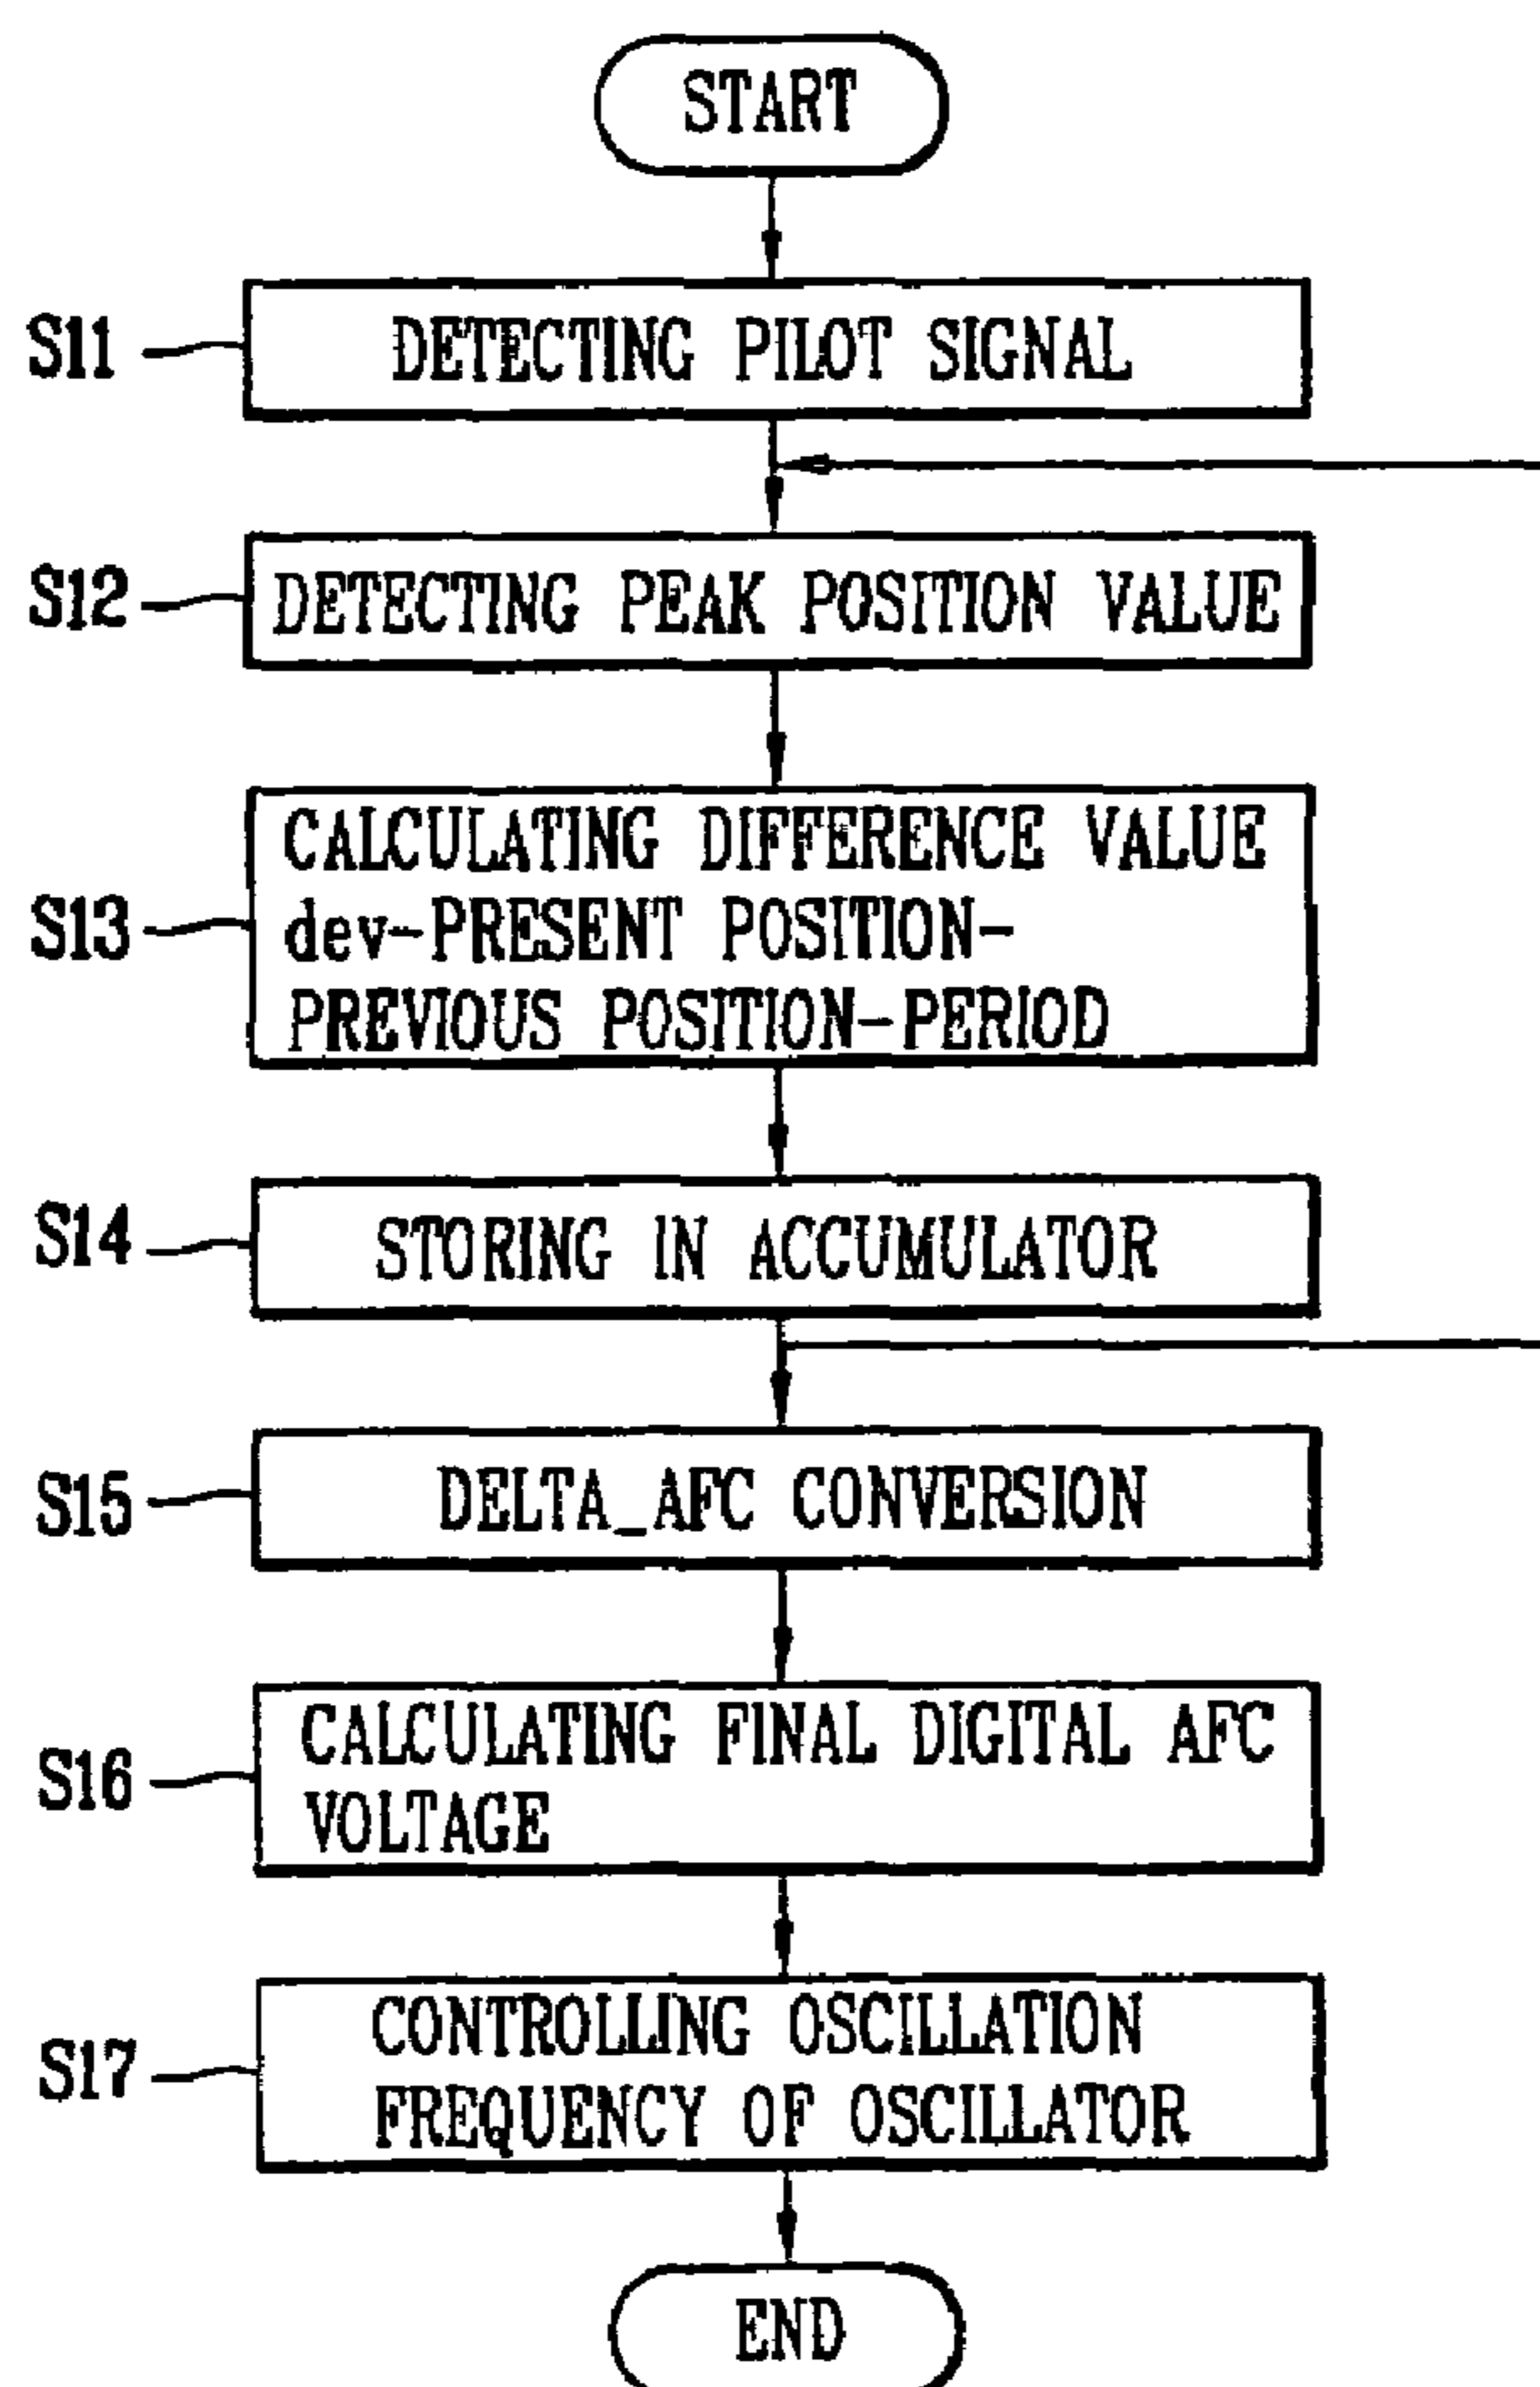 START
S11
DETECTING PILOT SIGNAL
S12
DETECTING PEAK POSITION VALUE
S13
CALCULATING DIFFERENCE VALUE
dev-PRESENT POSITION-
PREVIOUS POSITION-PERIOD
S14
STORING IN ACCUMULATOR
S15
DELTA_AFC CONVERSION
S16
CALCULATING FINAL DIGITAL AFC
VOLTAGE
S17
CONTROLLING OSCILLATION
FREQUENCY OF OSCILLATOR
END